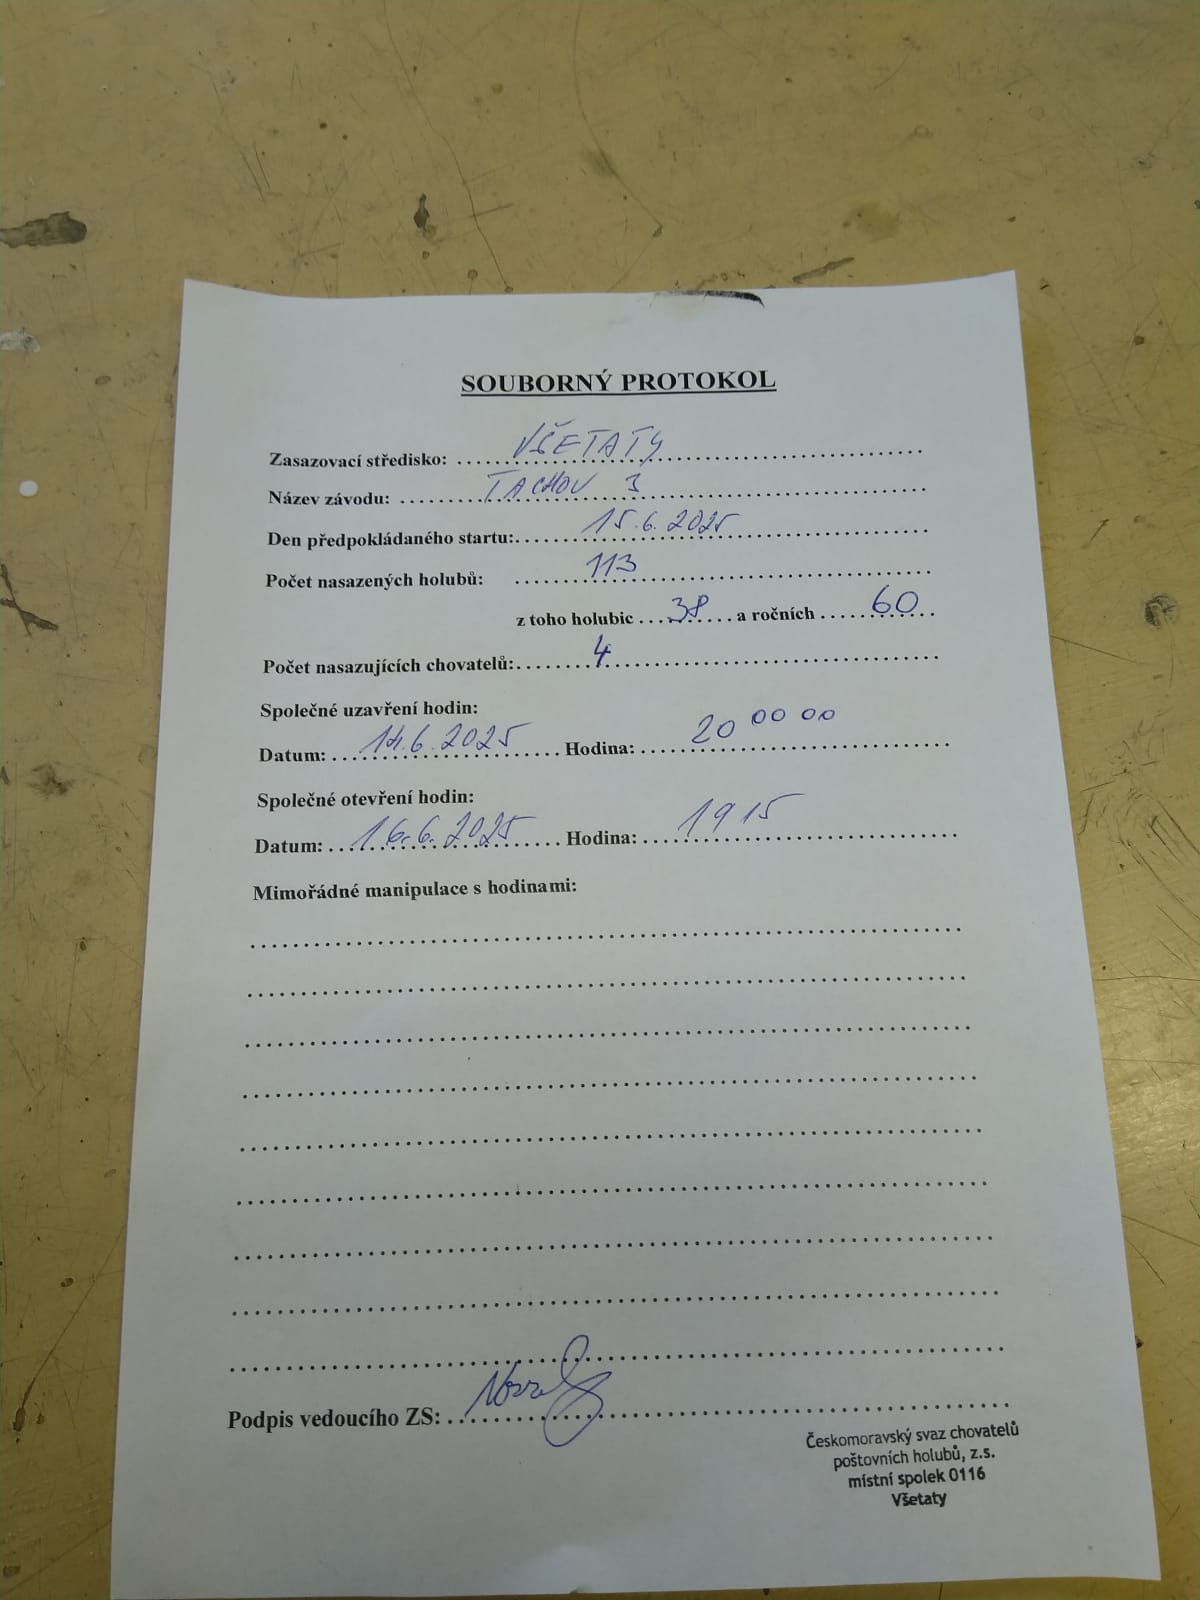 SOUBORNÝ PROTOKOL
Zasazovací středisko: VŠETATY
Název závodu: TACHOV 3
Den předpokládaného startu: 15.6.2025
Počet nasazených holubů: 113
z toho holubic 38 a ročních 60
Počet nasazujících chovatelů: 4
Společné uzavření hodin:
Datum: 14.6.2025 Hodina: 20 00 00
Společné otevření hodin:
Datum: 16.6.2025 Hodina: 19 15
Mimořádné manipulace s hodinami:
Podpis vedoucího ZS:
Českomoravský svaz chovatelů
poštovních holubů, z.s.
místní spolek 0116
Všetaty